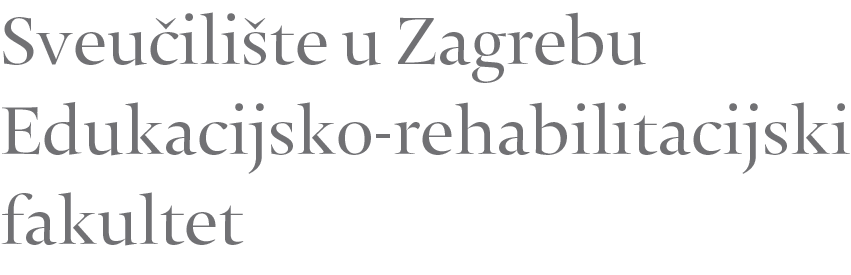 Sveučilište u Zagrebu
Edukacijsko-rehabilitacijski
fakultet